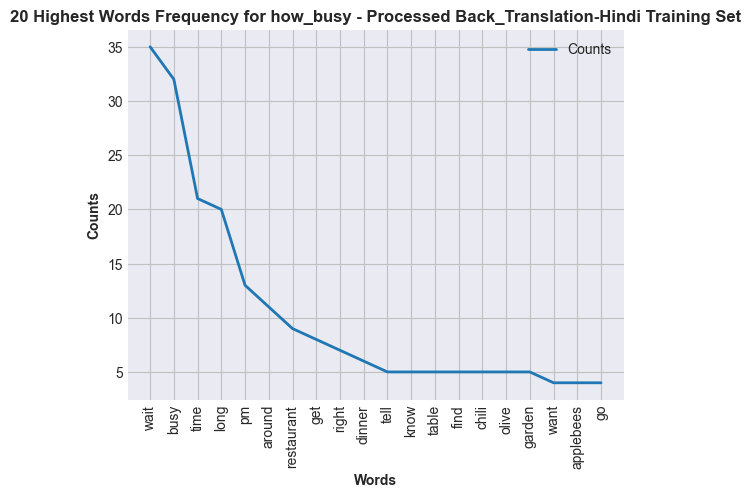 20 Highest Words Frequency for how_busy - Processed Back_Translation-Hindi Training Set
Counts
35
30
25
20
15
10
5
Counts
wait
busy
time
long
pm
around
restaurant
get
right
dinner
tell
know
table
find
chili
olive
garden
want
applebees
go
Words